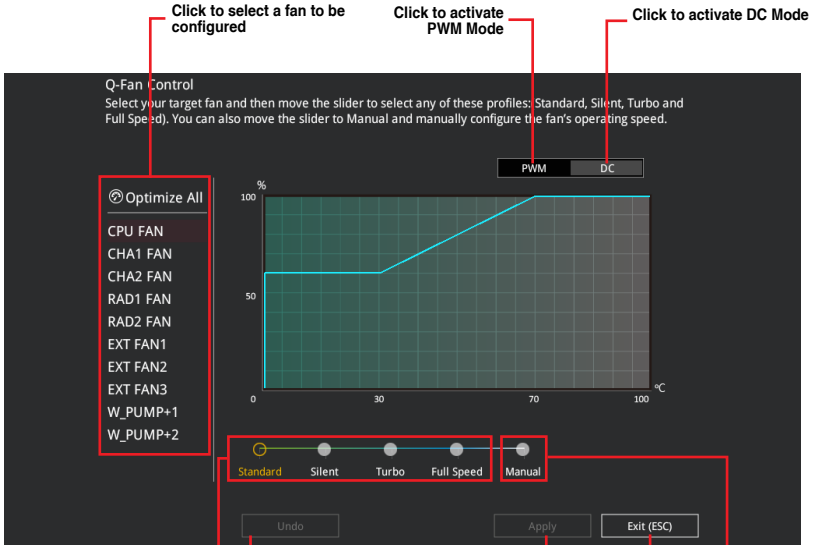 Click to select a fan to be
configured
Click to activate
PWM Mode
Click to activate DC Mode
Q-Fan Control
Select your target fan and then move the slider to select any of these profiles: Standard, Silent, Turbo and
Full Speed). You can also move the slider to Manual and manually configure the fan's operating speed.
PWM
DC
Optimize All
CPU FAN
CHA1 FAN
CHA2 FAN
RAD1 FAN
RAD2 FAN
EXT FAN1
EXT FAN2
EXT FAN3
W_PUMP+1
W_PUMP+2
%
100
50
0
30
70
100
ºC
Standard
Silent
Turbo
Full Speed
Manual
Undo
Apply
Exit (ESC)